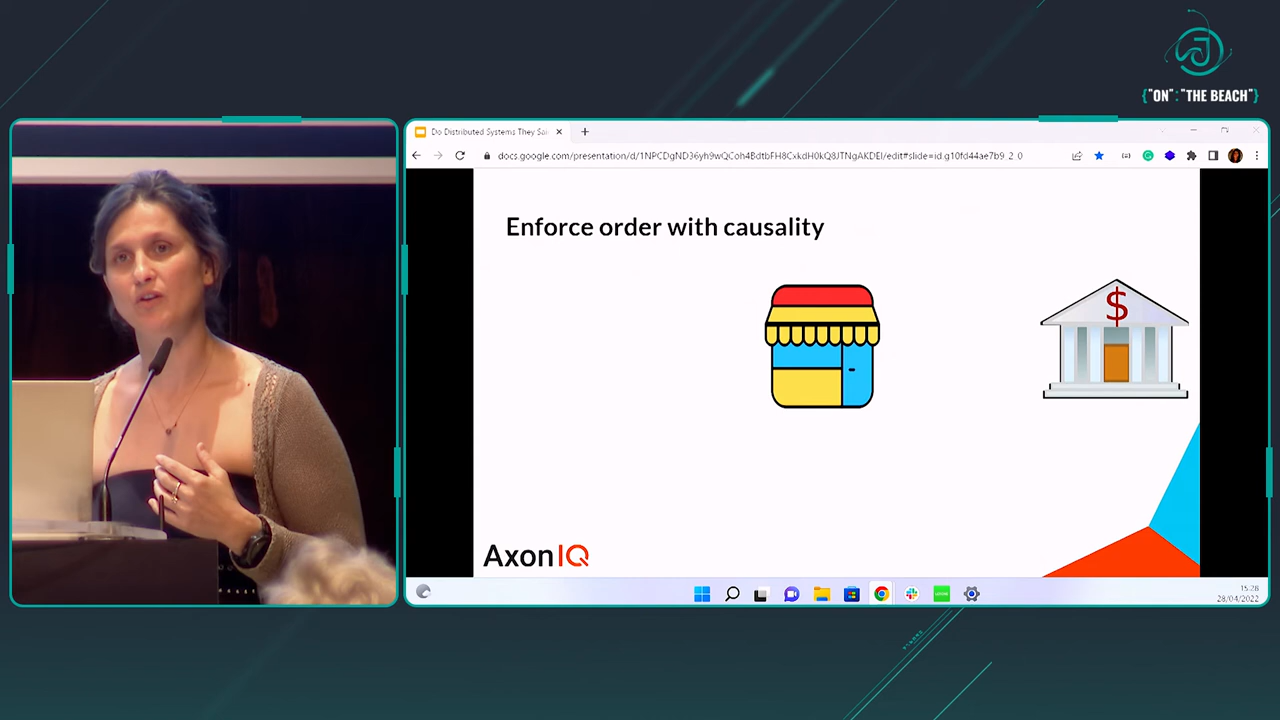 J
{"ON":"THE BEACH"}
Do Distributed Systems They Sai
docs.google.com/presentation/d/1NPCDgND36yh9wQCoh4BdtbFH8CxkdH0kQ8JTNgAKDEI/edit#slide=id.g10fd44ae7b9_2_0
Enforce order with causality
$
AxonIQ
15:28
28/04/2022